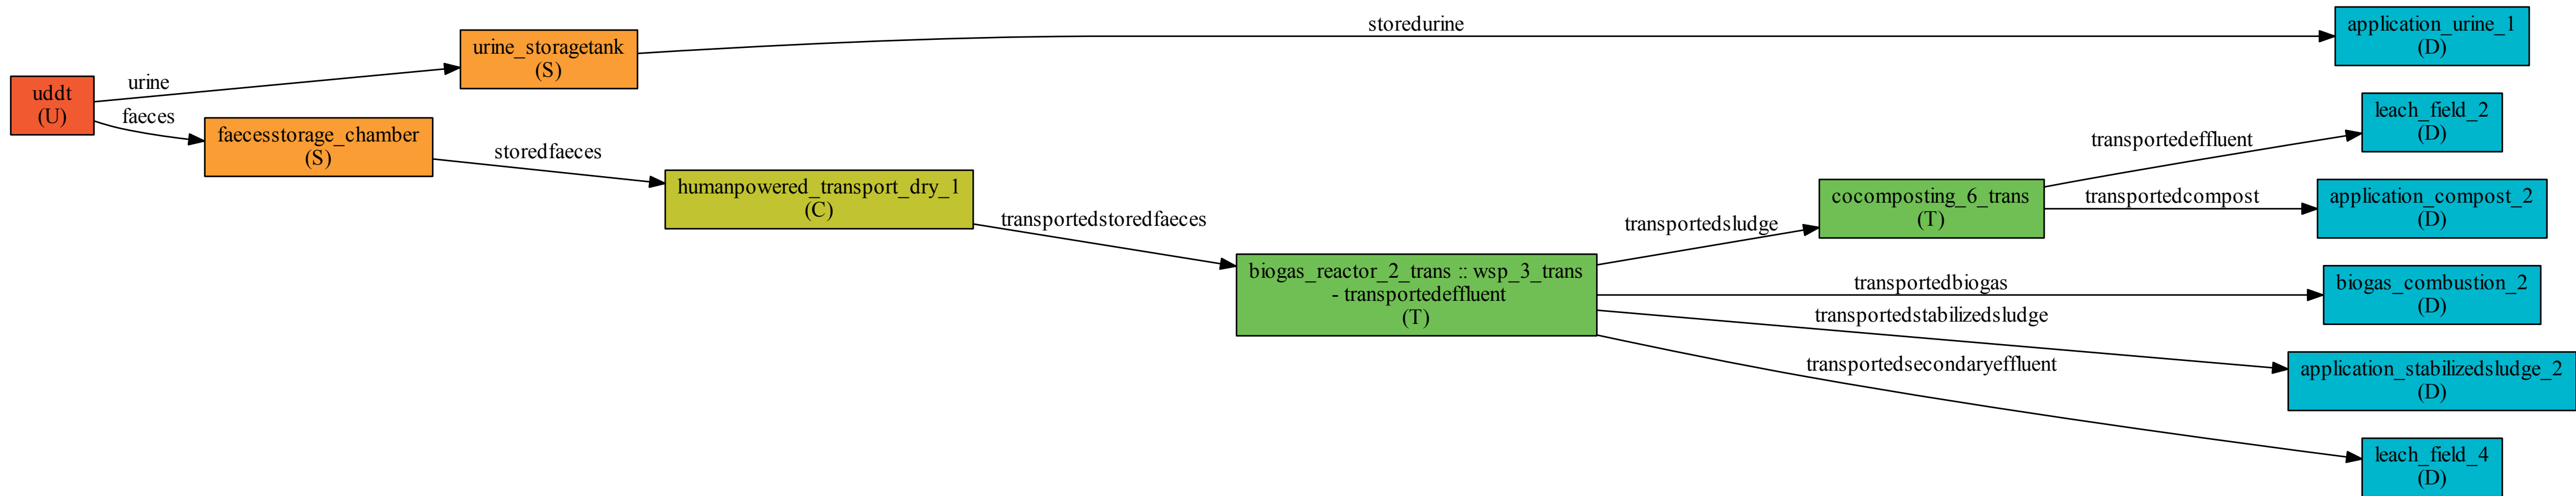 uddt
(U)
urine
faeces
urine_storagetank
(S)
faecesstorage_chamber
(S)
storedurine
storedfaeces
humanpowered_transport_dry_1
(C)
transportedstoredfaeces
biogas_reactor_2_trans :: wsp_3_trans
- transportedeffluent
(T)
transportedsludge
transportedbiogas
transportedstabilizedsludge
transportedsecondaryeffluent
cocomposting_6_trans
(T)
transportedeffluent
transportedcompost
application_urine_1
(D)
leach_field_2
(D)
application_compost_2
(D)
biogas_combustion_2
(D)
application_stabilizedsludge_2
(D)
leach_field_4
(D)